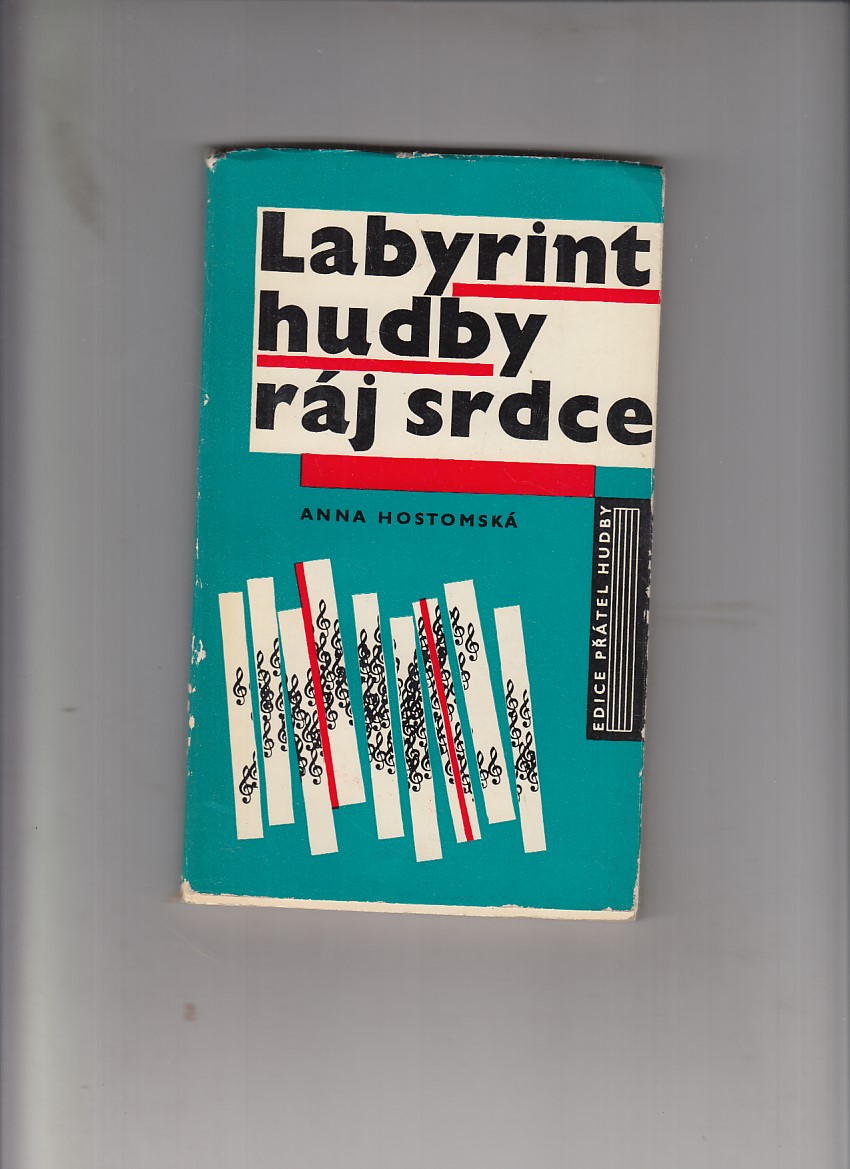 Labyrint
hudby
ráj srdce
ANNA HOSTOMSKÁ
EDICE PŘÁTEL HUDBY